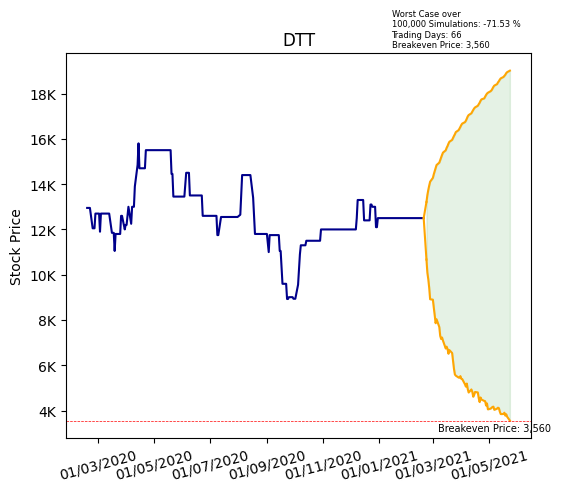 Worst Case over
100,000 Simulations: -71.53 %
Trading Days: 66
Breakeven Price: 3,560
DTT
Stock Price
18K
16K
14K
12K
10K
8K
6K
4K
Breakeven Price: 3,560
01/03/2020
01/05/2020
01/07/2020
01/09/2020
01/11/2020
01/01/2021
01/03/2021
01/05/2021